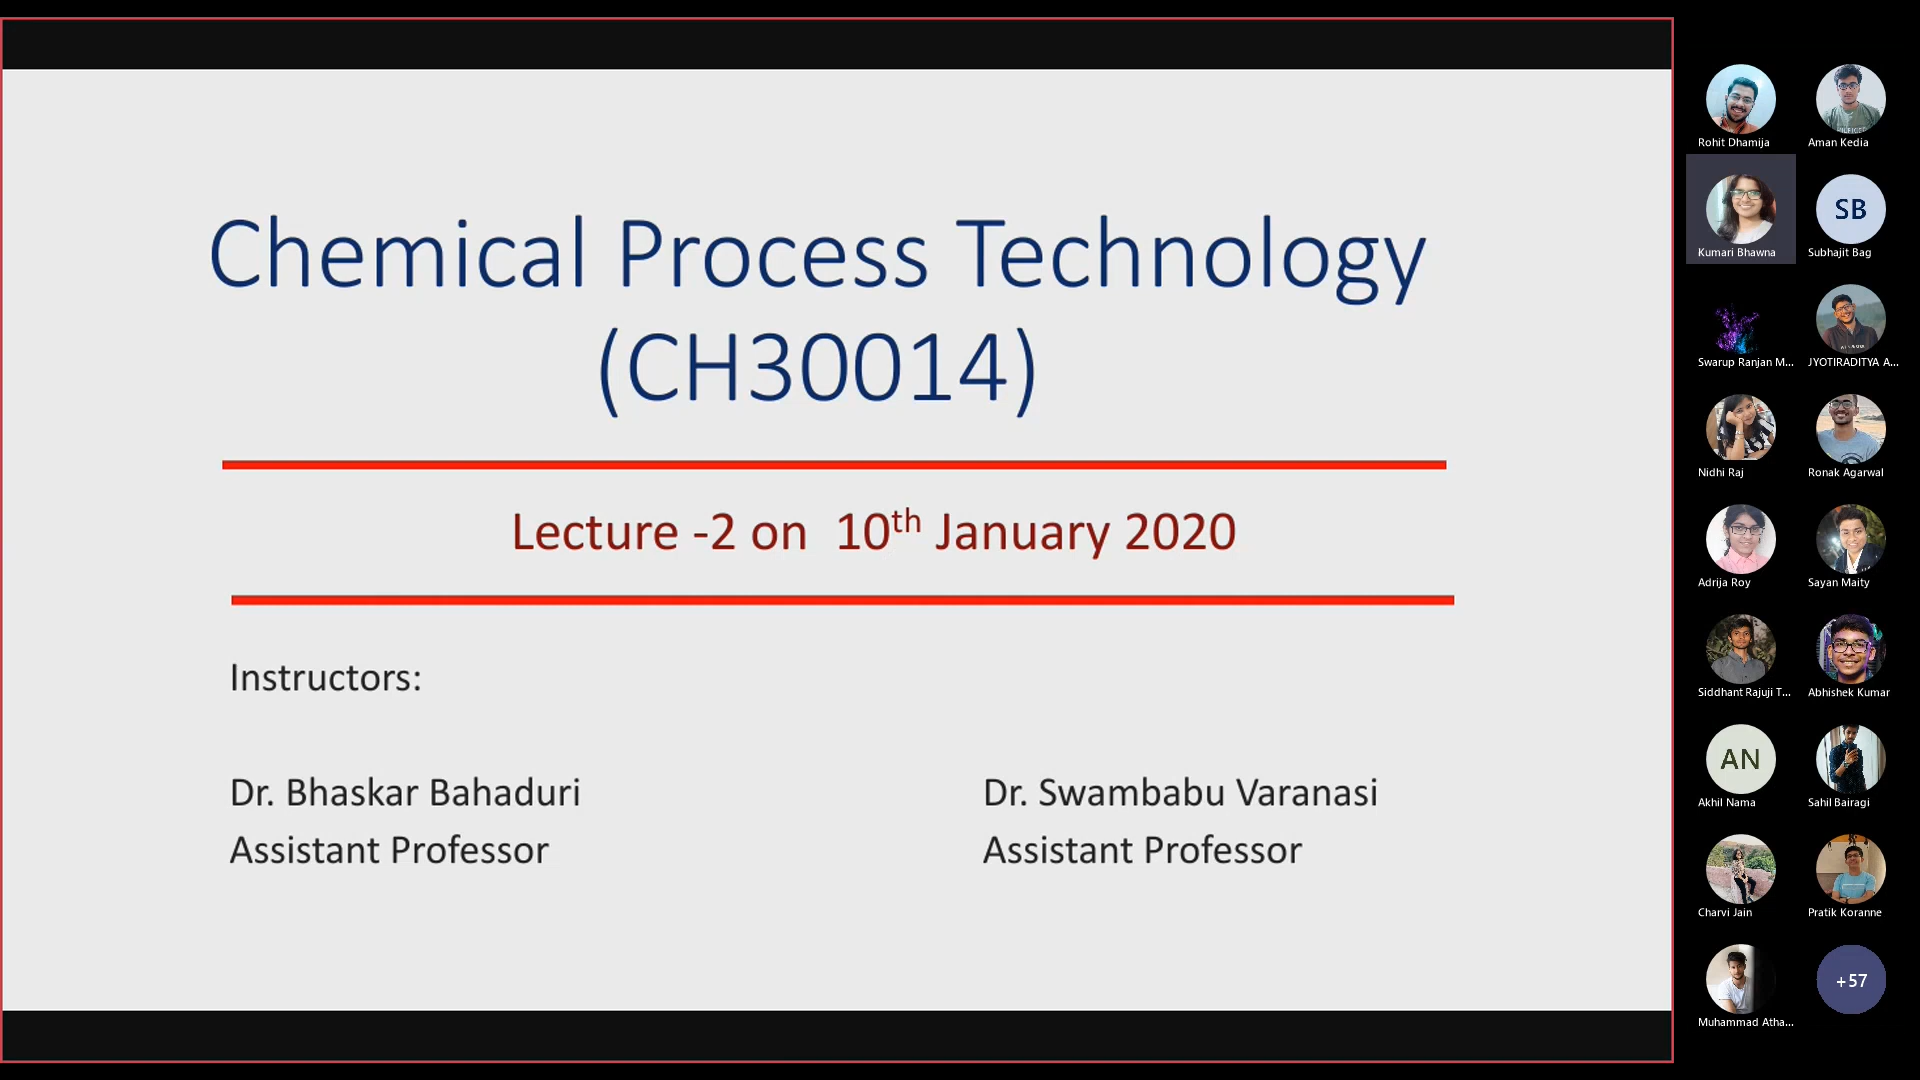 Chemical Process Technology
(CH30014)
Lecture -2 on 10th January 2020
Instructors:
Dr. Bhaskar Bahaduri
Dr. Swambabu Varanasi
Assistant Professor
Assistant Professor
Rohit Dhamija
Aman Kedia
Kumari Bhawna
SB
Subhajit Bag
Swarup Ranjan M...
JYOTIRADITYA A...
Nidhi Raj
Ronak Agarwal
Adrija Roy
Sayan Maity
Siddhant Rajuji T...
Abhishek Kumar
AN
Akhil Nama
Sahil Bairagi
Charvi Jain
Pratik Koranne
Muhammad Atha...
+57